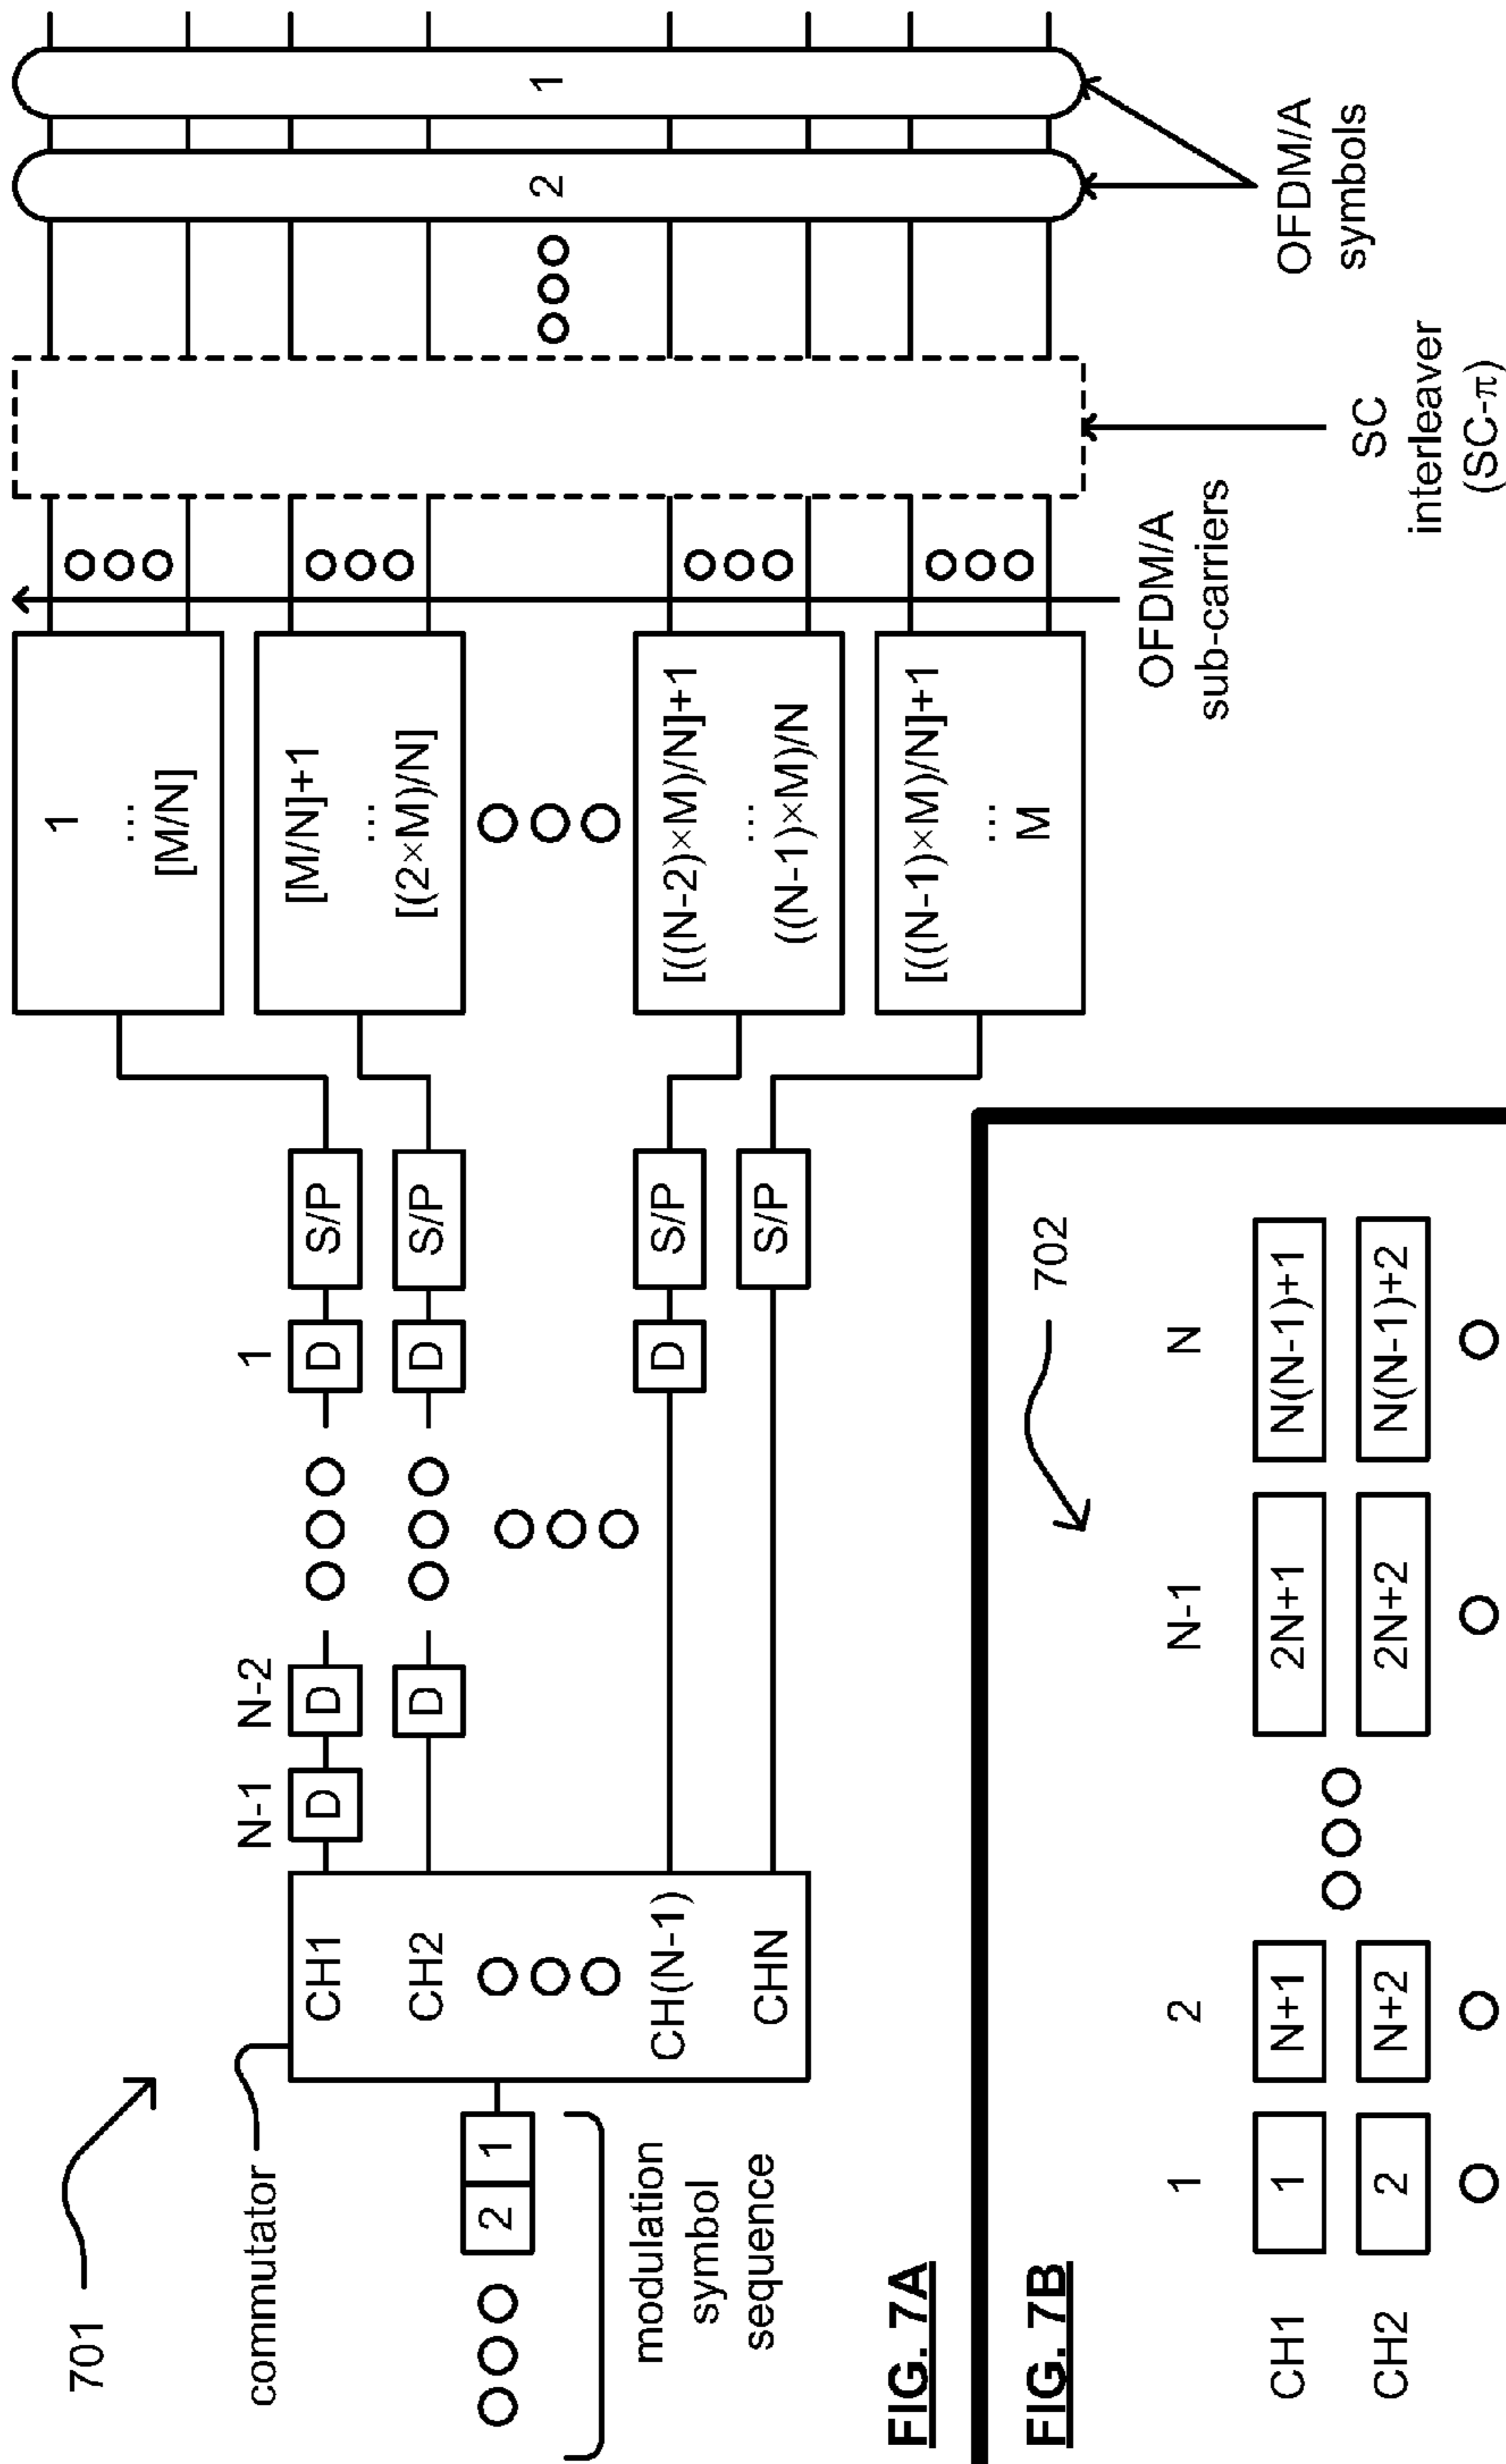 701
commutator
2 1
modulation
symbol
sequence
CH1
CH2
CH(N-1)
CHN
N-1 N-2 1
D D D S/P
D D S/P
D S/P
S/P
1
...
[M/N]
[M/N]+1
...
[(2×M)/N]
[((N-2)×M)/N]+1
...
((N-1)×M)/N
[((N-1)×M)/N]+1
...
M
OFDM/A
sub-carriers
SC
interleaver
(SC-π)
2 1
OFDM/A
symbols
FIG. 7A
FIG. 7B
702
1 2 N-1 N
CH1 1 N+1 2N+1 N(N-1)+1
CH2 2 N+2 2N+2 N(N-1)+2